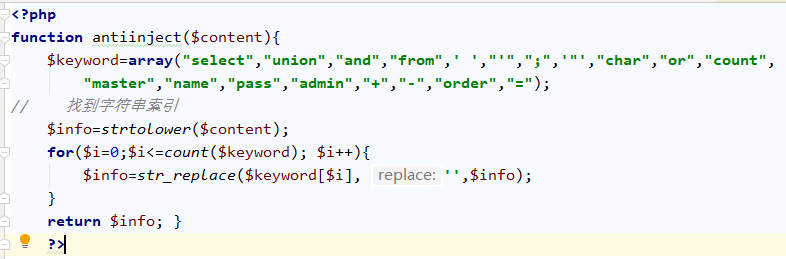 <?php
function antiinject($content){
$keyword=array("select","union","and","from",' ',"'",";",'"',"char","or","count",
"master","name","pass","admin","+","-","order","=");
// 找到字符串索引
$info=strtolower($content);
for($i=0;$i<=count($keyword); $i++){
$info=str_replace($keyword[$i], replace: '',$info);
}
return $info; }
?>